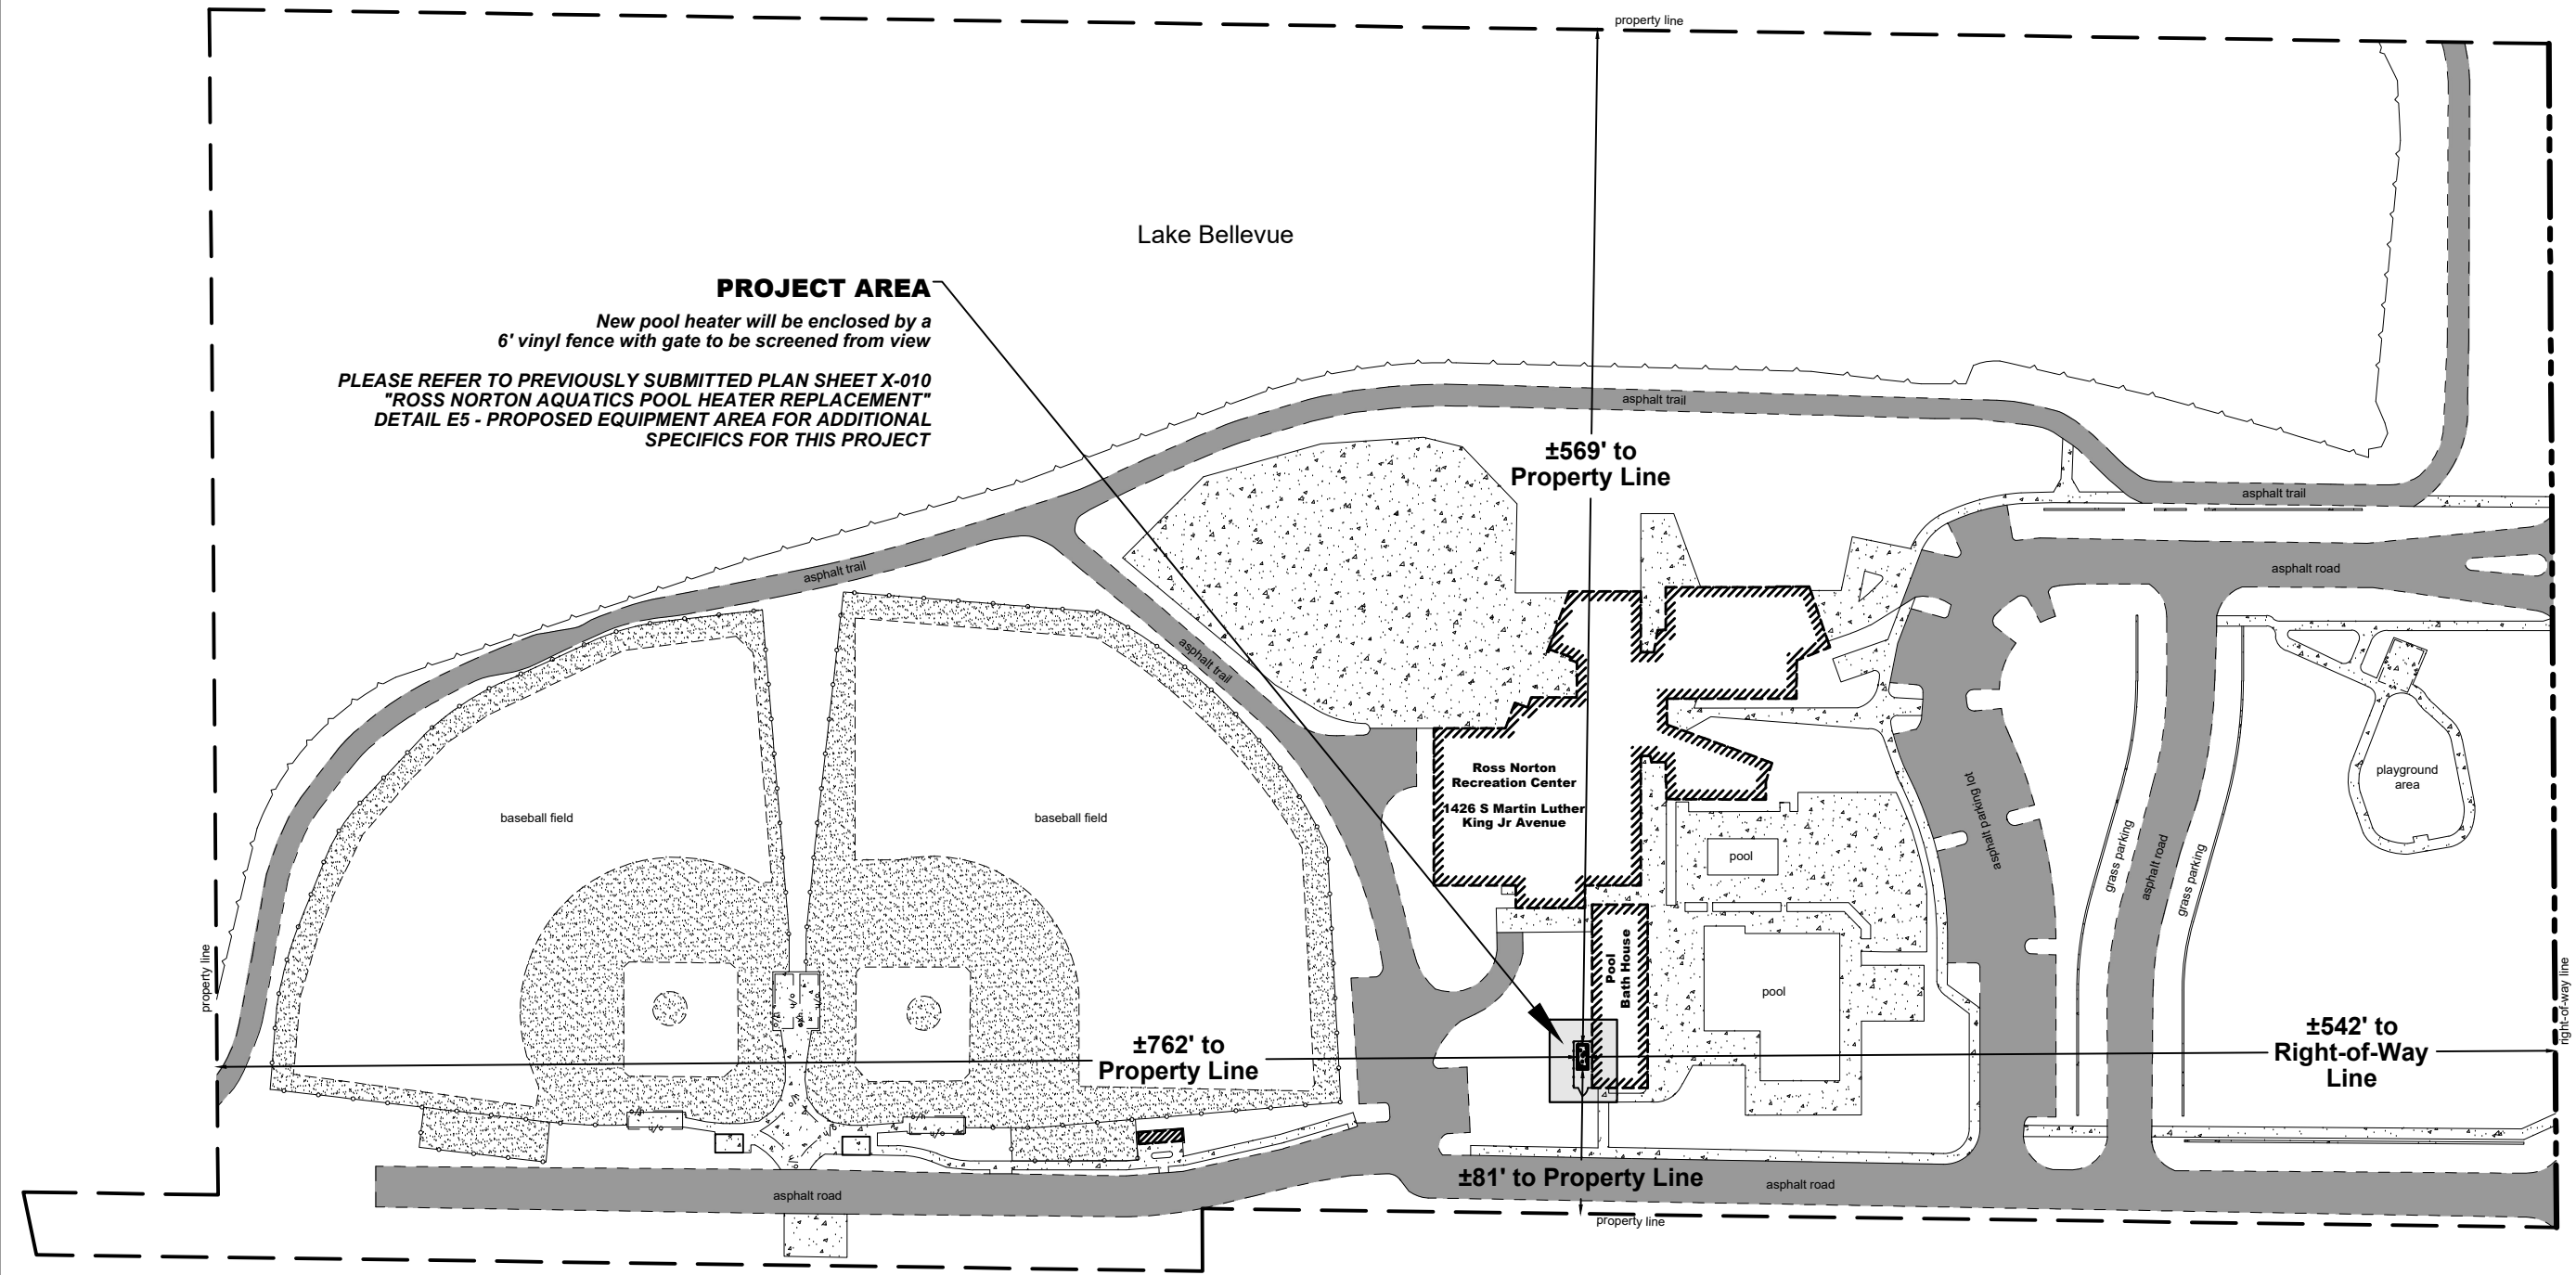 property line
Lake Bellevue
PROJECT AREA
New pool heater will be enclosed by a
6' vinyl fence with gate to be screened from view
PLEASE REFER TO PREVIOUSLY SUBMITTED PLAN SHEET X-010
"ROSS NORTON AQUATICS POOL HEATER REPLACEMENT"
DETAIL E5 - PROPOSED EQUIPMENT AREA FOR ADDITIONAL
SPECIFICS FOR THIS PROJECT
asphalt trail
±569' to
Property Line
asphalt trail
asphalt trail
asphalt road
asphalt trail
Ross Norton
Recreation Center
1426 S Martin Luther
King Jr Avenue
playground
area
asphalt parking lot
baseball field
baseball field
pool
grass parking
asphalt road
grass parking
Pool
Bath House
pool
property line
right-of-way line
±762' to
Property Line
±542' to
Right-of-Way
Line
±81' to Property Line
asphalt road
asphalt road
property line